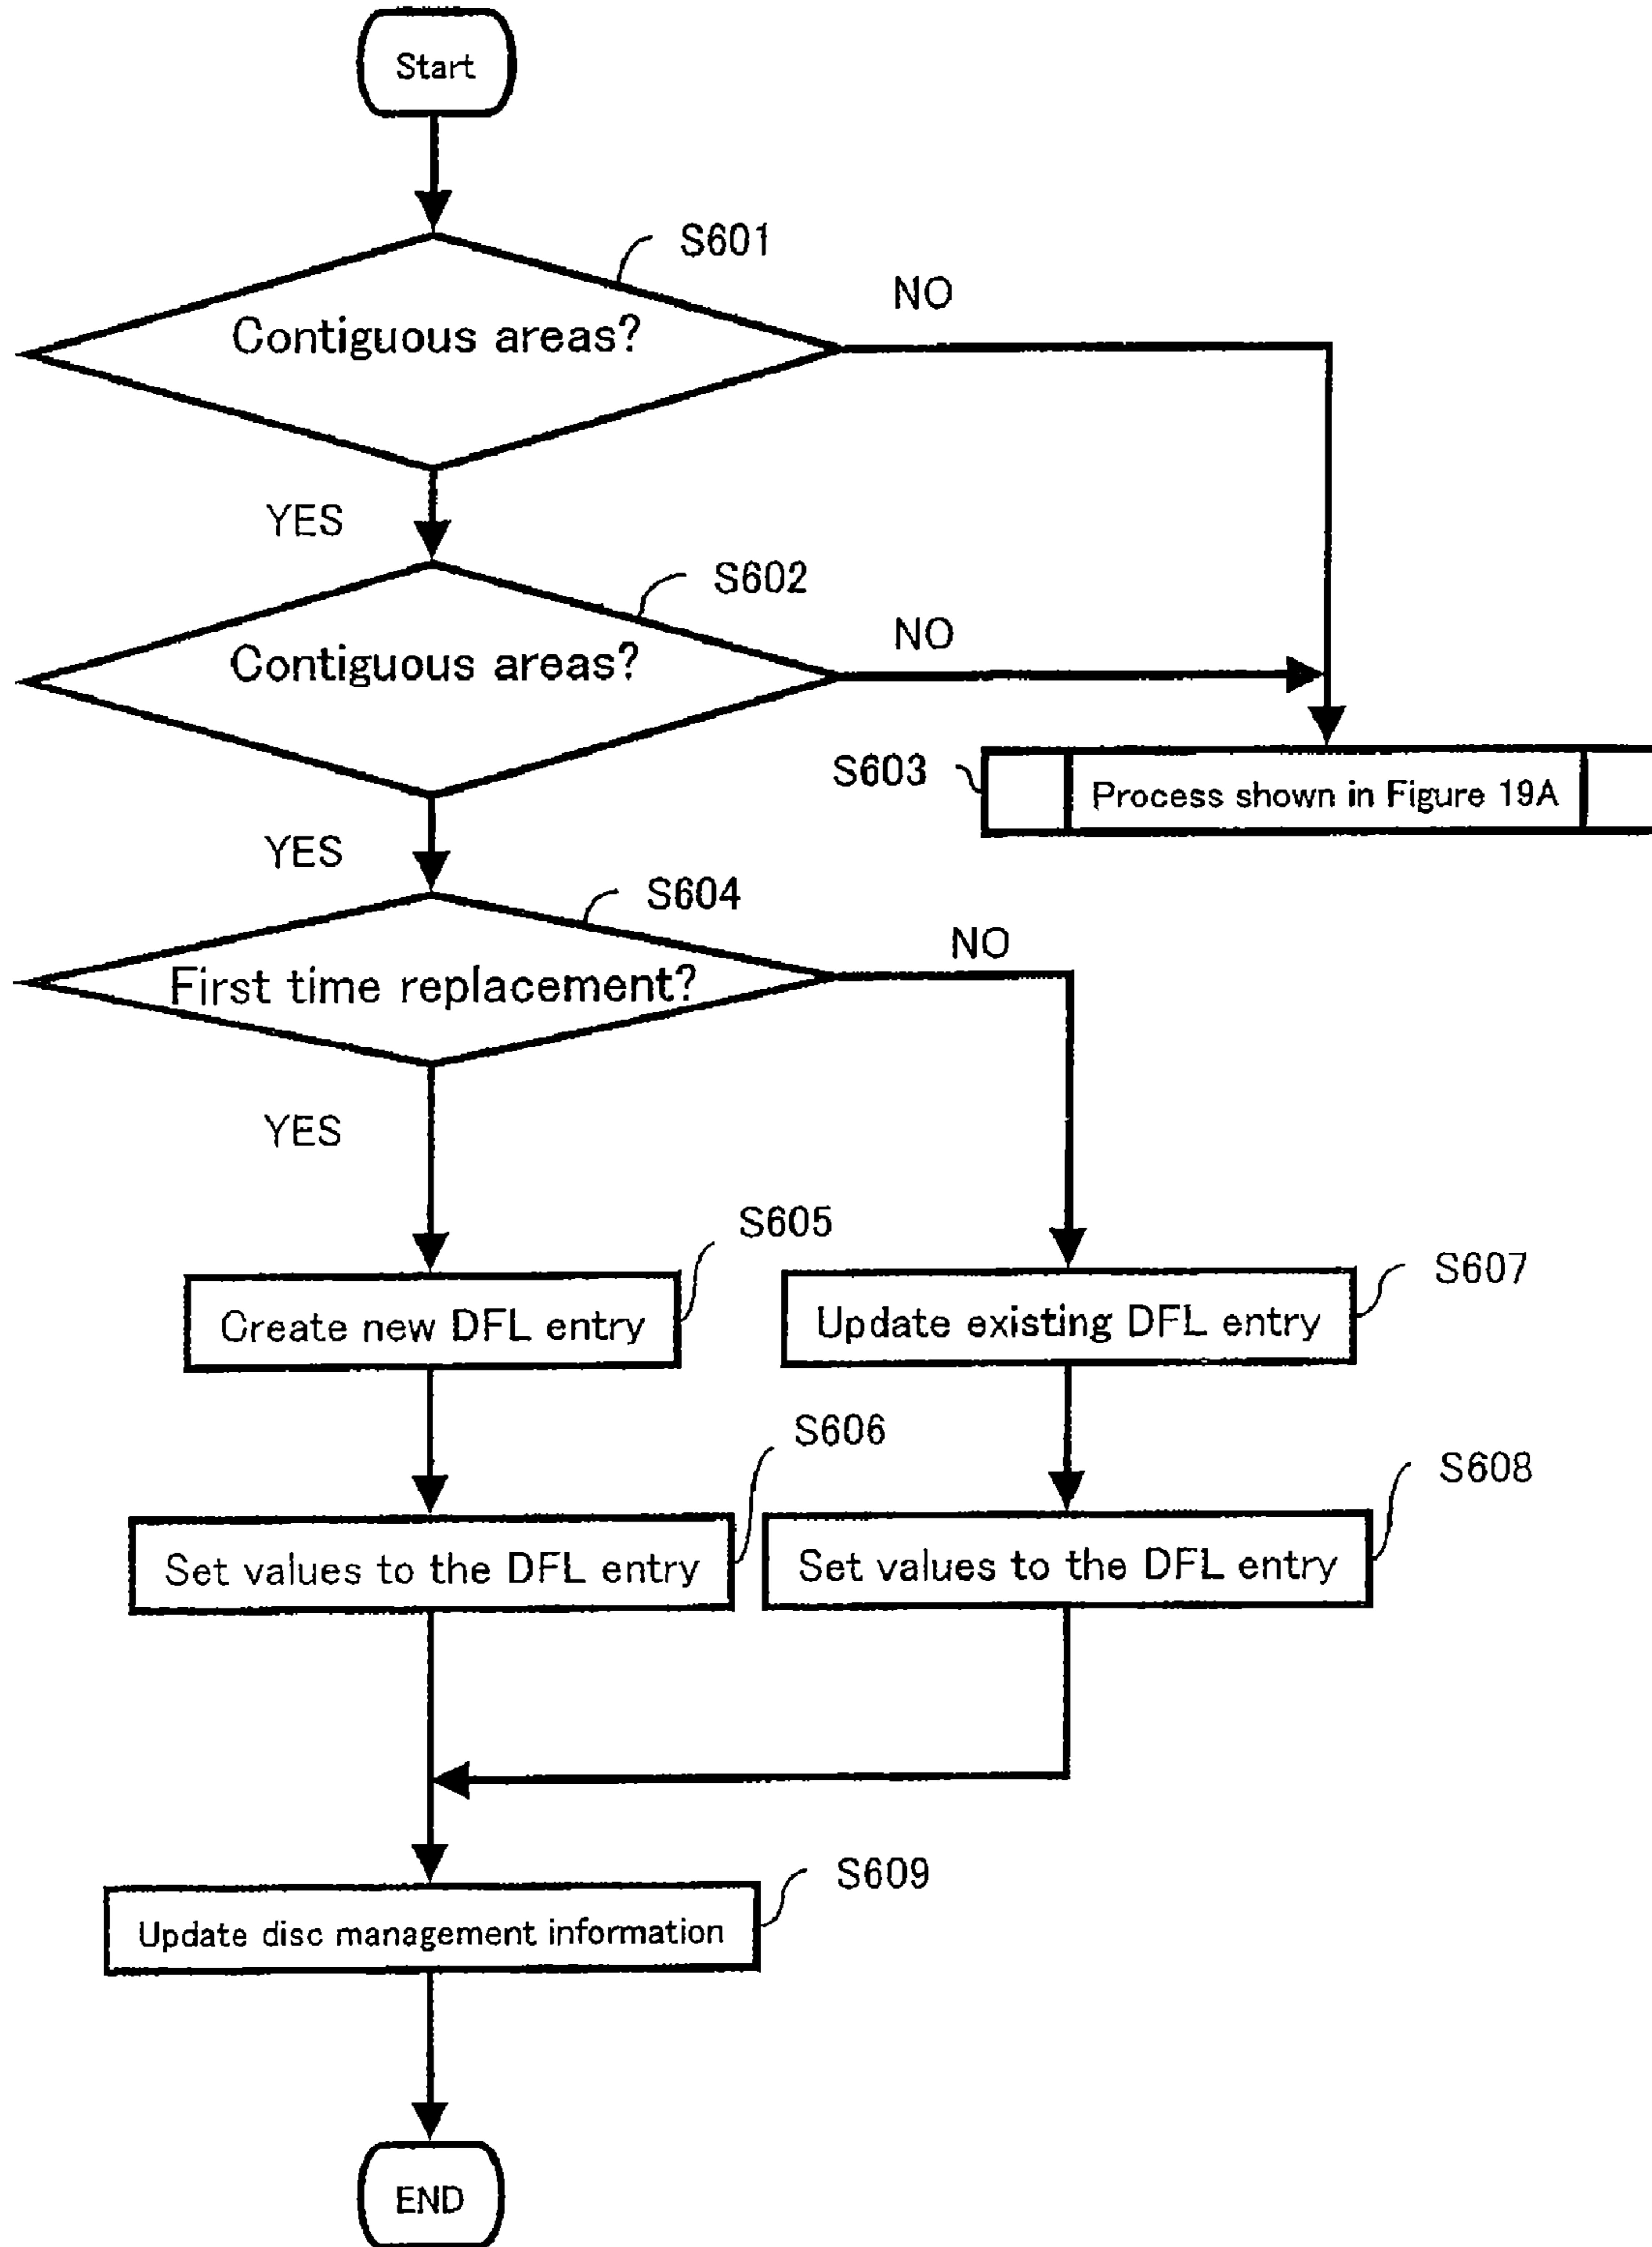 Start
S601
NO
Contiguous areas?
YES
S602
NO
Contiguous areas?
S603
Process shown in Figure 19A
YES
S604
NO
First time replacement?
YES
S605
S607
Create new DFL entry
Update existing DFL entry
S606
S608
Set values to the DFL entry
Set values to the DFL entry
S609
Update disc management information
END